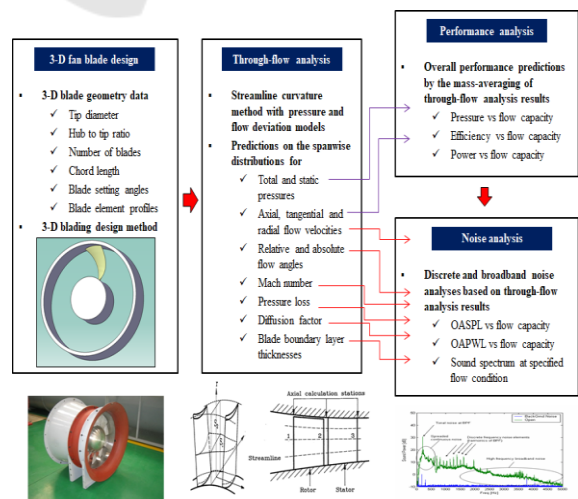 3-D fan blade design
▪ 3-D blade geometry data
✓ Tip diameter
✓ Hub to tip ratio
✓ Number of blades
✓ Chord length
✓ Blade setting angles
✓ Blade element profiles
▪ 3-D blading design method
Through-flow analysis
▪ Streamline curvature
method with pressure and
flow deviation models
▪ Predictions on the spanwise
distributions for
✓ Total and static
pressures
✓ Axial, tangential and
radial flow velocities
✓ Relative and absolute
flow angles
✓ Mach number
✓ Pressure loss
✓ Diffusion factor
✓ Blade boundary layer
thicknesses
Performance analysis
▪ Overall performance predictions
by the mass-averaging of
through-flow analysis results
✓ Pressure vs flow capacity
✓ Efficiency vs flow capacity
✓ Power vs flow capacity
Noise analysis
▪ Discrete and broadband noise
analyses based on through-flow
analysis results
✓ OASPL vs flow capacity
✓ OAPWL vs flow capacity
✓ Sound spectrum at specified
flow condition
Axial calculation stations
1 2 3
Streamline
Rotor
Stator